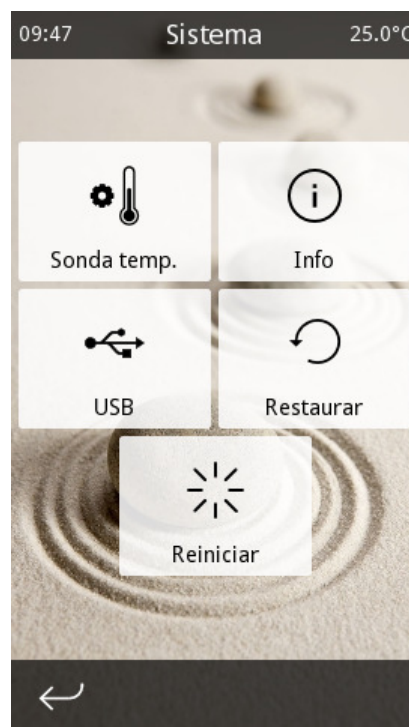 09:47 Sistema 25.0°C
Sonda temp.
Info
USB
Restaurar
Reiniciar